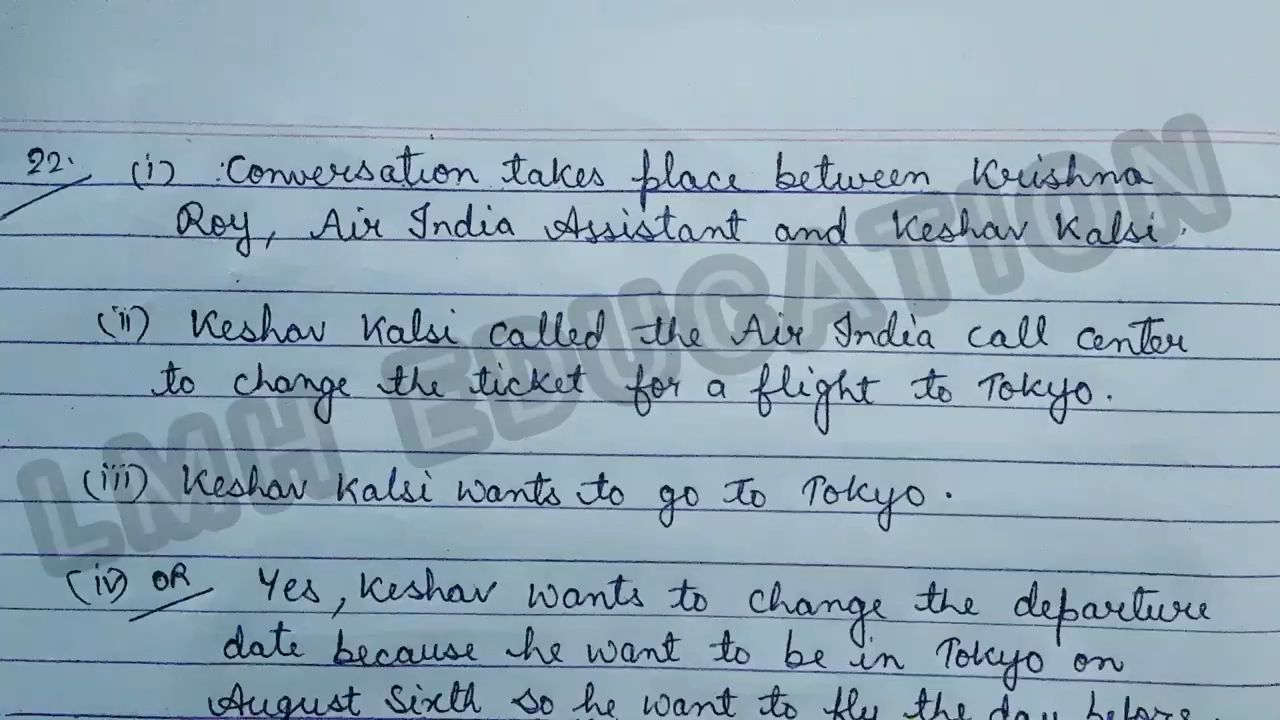 22. (i) Conversation takes place between Krishna
Roy, Air India Assistant and Keshav Kalsi.
(ii) Keshav Kalsi called the Air India call center
to change the ticket for a flight to Tokyo.
(iii) Keshav Kalsi wants to go to Tokyo.
(iv) OR Yes, Keshav wants to change the departure
date because he want to be in Tokyo on
August Sixth so he want to fly the day before
LMH EDUCATION